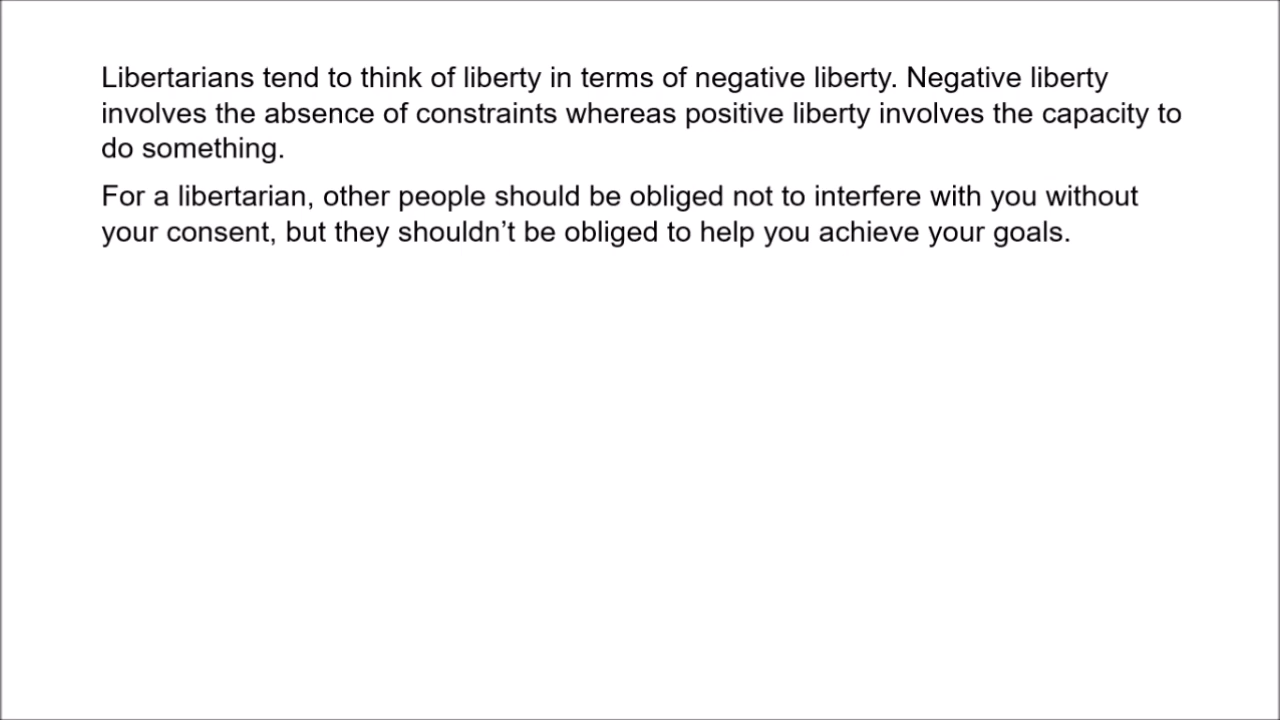 Libertarians tend to think of liberty in terms of negative liberty. Negative liberty
involves the absence of constraints whereas positive liberty involves the capacity to
do something.
For a libertarian, other people should be obliged not to interfere with you without
your consent, but they shouldn’t be obliged to help you achieve your goals.